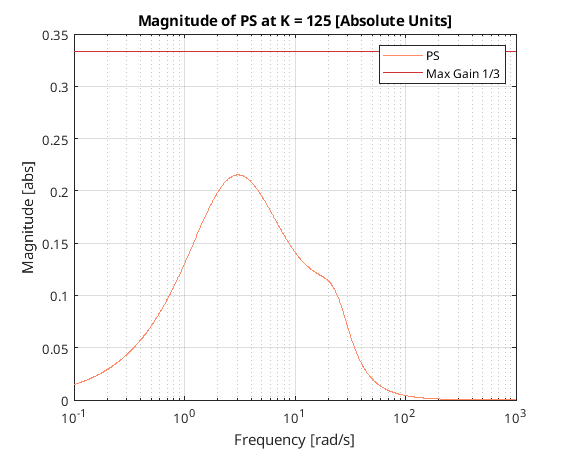 Magnitude of PS at K = 125 [Absolute Units]
0.35
0.3
0.25
0.2
0.15
0.1
0.05
0
Magnitude [abs]
PS
Max Gain 1/3
10^-1 10^0 10^1 10^2 10^3
Frequency [rad/s]